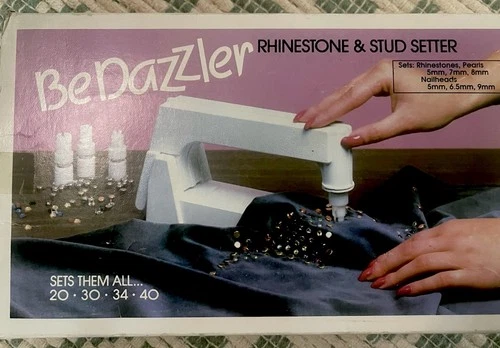 BeDazzler
RHINESTONE & STUD SETTER
Sets: Rhinestones, Pearls
5mm, 7mm, 8mm
Nailheads
5mm, 6.5mm, 9mm
SETS THEM ALL...
20 · 30 · 34 · 40